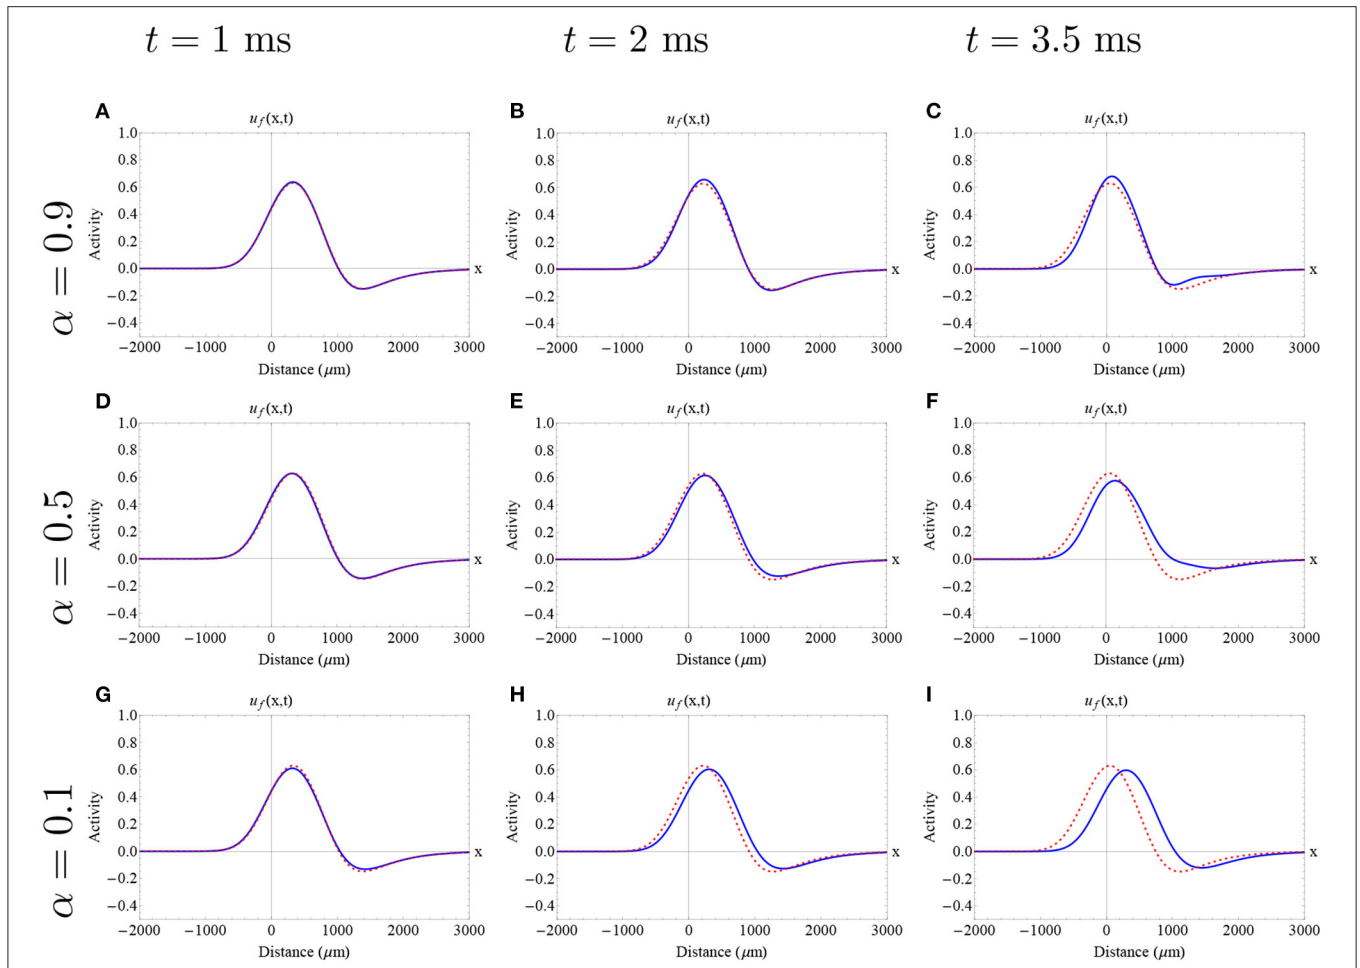 t = 1 ms t = 2 ms t = 3.5 ms
α = 0.9
A
u_f(x,t)
1.0
0.8
0.6
0.4
0.2
0.0
−0.2
−0.4
Activity
x
−2000 −1000 0 1000 2000 3000
Distance (μm)
B
u_f(x,t)
1.0
0.8
0.6
0.4
0.2
0.0
−0.2
−0.4
Activity
x
−2000 −1000 0 1000 2000 3000
Distance (μm)
C
u_f(x,t)
1.0
0.8
0.6
0.4
0.2
0.0
−0.2
−0.4
Activity
x
−2000 −1000 0 1000 2000 3000
Distance (μm)
α = 0.5
D
u_f(x,t)
1.0
0.8
0.6
0.4
0.2
0.0
−0.2
−0.4
Activity
x
−2000 −1000 0 1000 2000 3000
Distance (μm)
E
u_f(x,t)
1.0
0.8
0.6
0.4
0.2
0.0
−0.2
−0.4
Activity
x
−2000 −1000 0 1000 2000 3000
Distance (μm)
F
u_f(x,t)
1.0
0.8
0.6
0.4
0.2
0.0
−0.2
−0.4
Activity
x
−2000 −1000 0 1000 2000 3000
Distance (μm)
α = 0.1
G
u_f(x,t)
1.0
0.8
0.6
0.4
0.2
0.0
−0.2
−0.4
Activity
x
−2000 −1000 0 1000 2000 3000
Distance (μm)
H
u_f(x,t)
1.0
0.8
0.6
0.4
0.2
0.0
−0.2
−0.4
Activity
x
−2000 −1000 0 1000 2000 3000
Distance (μm)
I
u_f(x,t)
1.0
0.8
0.6
0.4
0.2
0.0
−0.2
−0.4
Activity
x
−2000 −1000 0 1000 2000 3000
Distance (μm)